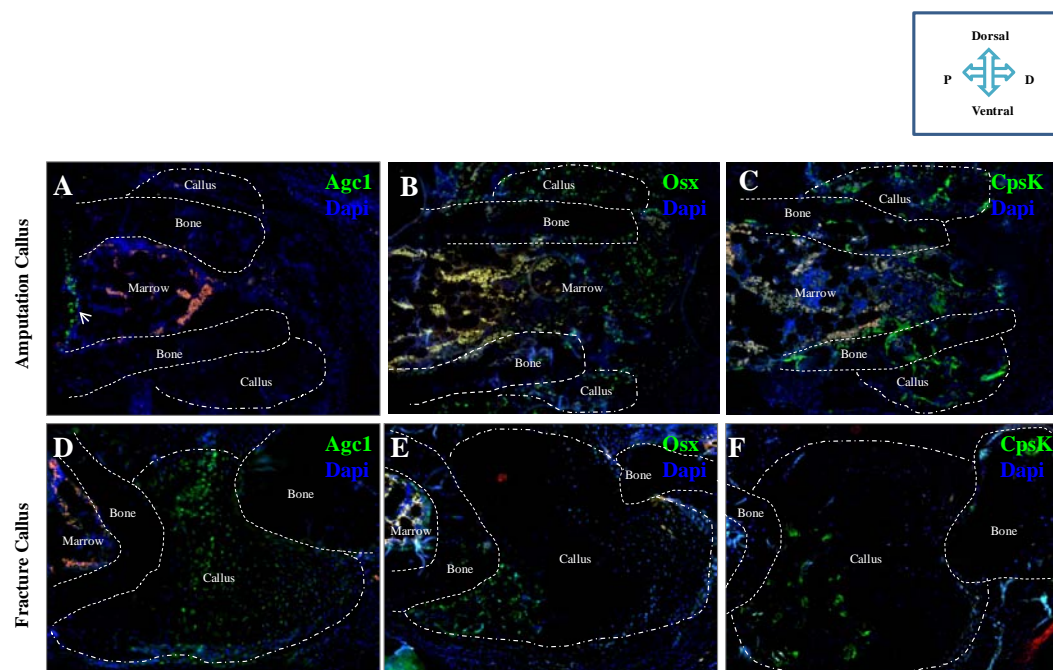 Dorsal
P D
Ventral
Amputation Callus
A Agc1
Dapi
Callus
Bone
Marrow
Bone
Callus
B Osx
Dapi
Callus
Bone
Marrow
Bone
Callus
C CpsK
Dapi
Callus
Bone
Marrow
Bone
Callus
Fracture Callus
D Agc1
Dapi
Bone
Bone
Marrow
Callus
E Osx
Dapi
Bone
Marrow
Callus
Bone
F CpsK
Dapi
Bone
Bone
Callus